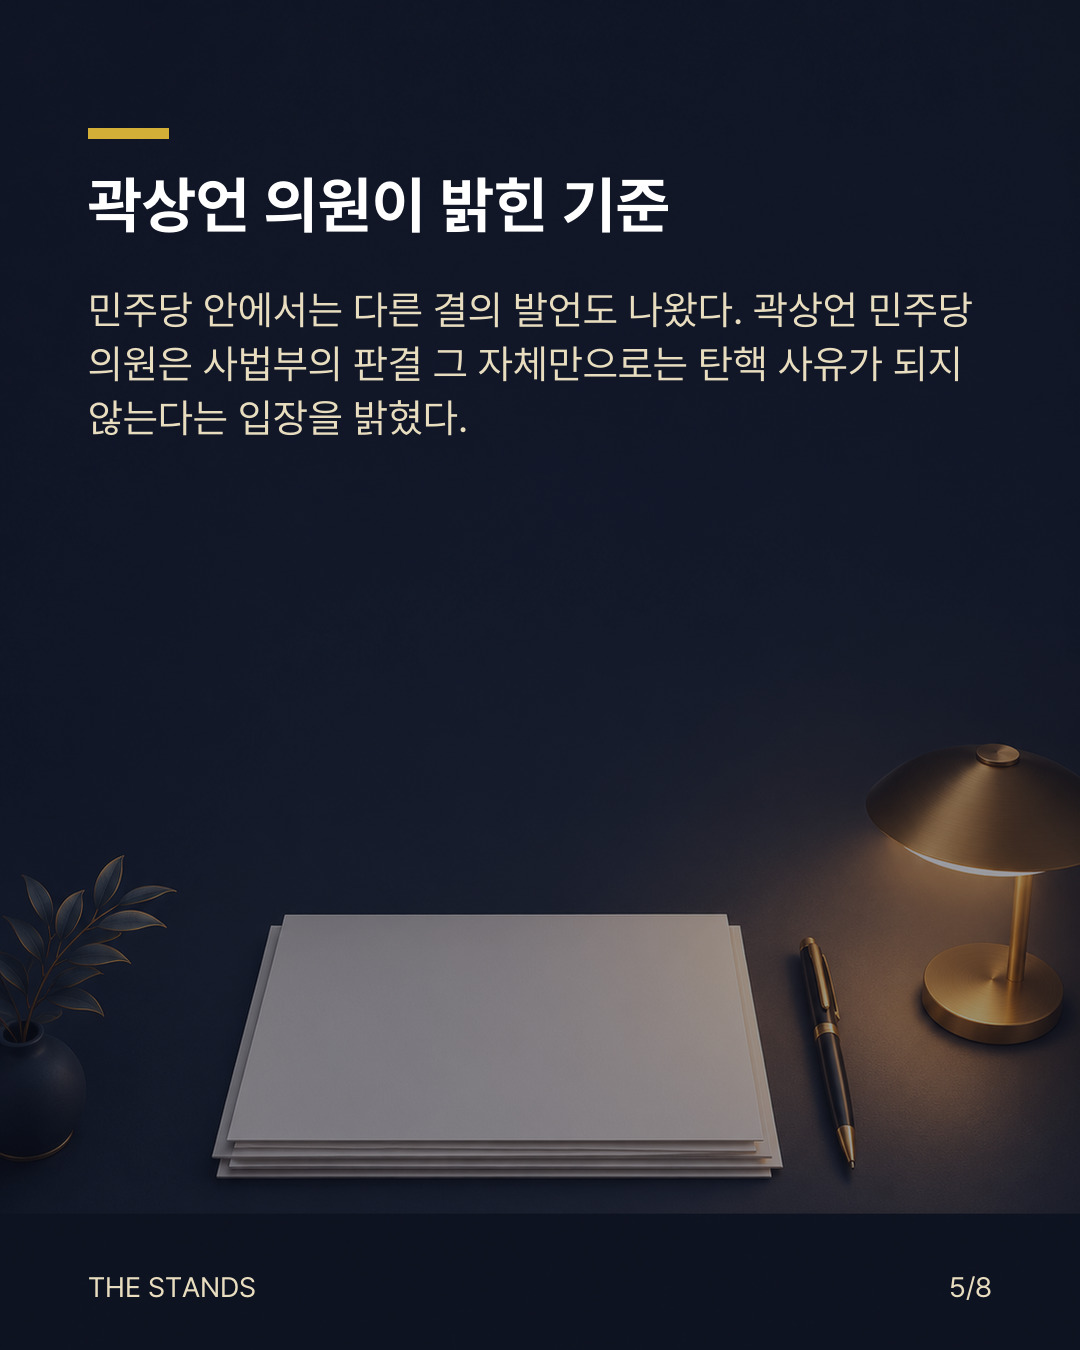 곽상언 의원이 밝힌 기준
민주당 안에서는 다른 결의 발언도 나왔다. 곽상언 민주당
의원은 사법부의 판결 그 자체만으로는 탄핵 사유가 되지
않는다는 입장을 밝혔다.
THE STANDS
5/8